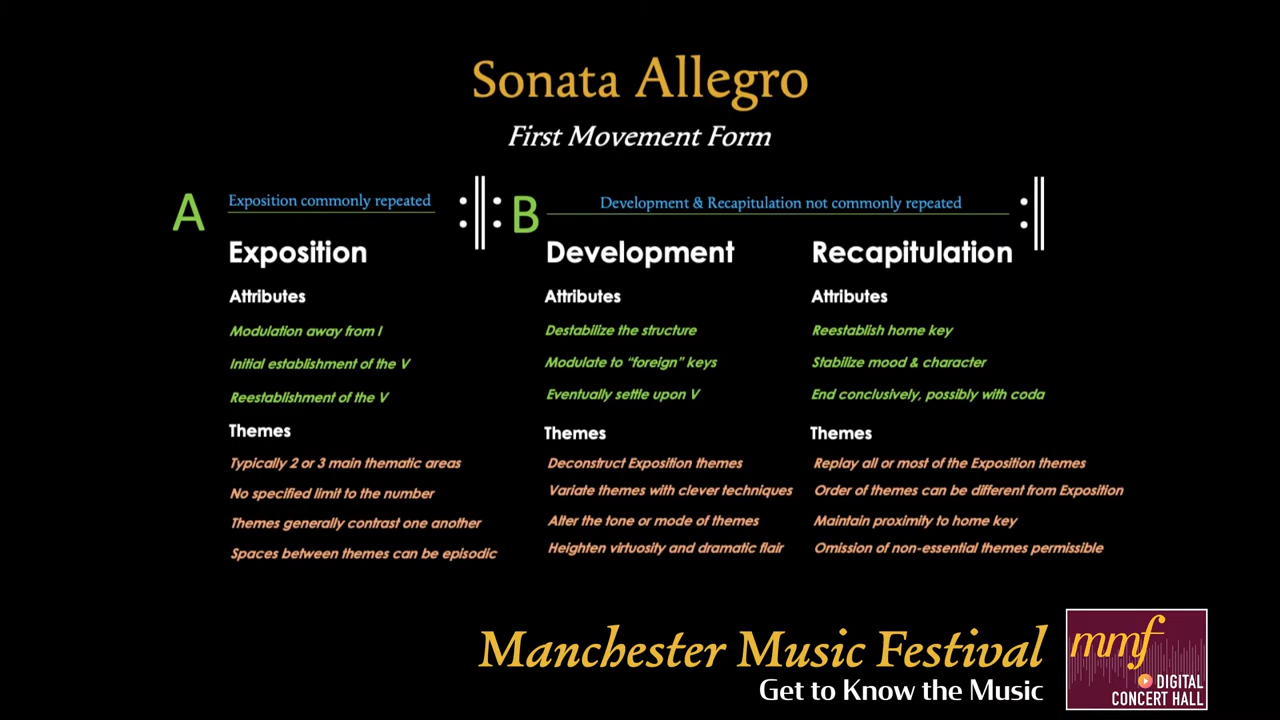 Sonata Allegro
First Movement Form
A
Exposition commonly repeated
B
Development & Recapitulation not commonly repeated
Exposition
Attributes
Modulation away from I
Initial establishment of the V
Reestablishment of the V
Themes
Typically 2 or 3 main thematic areas
No specified limit to the number
Themes generally contrast one another
Spaces between themes can be episodic
Development
Attributes
Destabilize the structure
Modulate to “foreign” keys
Eventually settle upon V
Themes
Deconstruct Exposition themes
Variate themes with clever techniques
Alter the tone or mode of themes
Heighten virtuosity and dramatic flair
Recapitulation
Attributes
Reestablish home key
Stabilize mood & character
End conclusively, possibly with coda
Themes
Replay all or most of the Exposition themes
Order of themes can be different from Exposition
Maintain proximity to home key
Omission of non-essential themes permissible
Manchester Music Festival
Get to Know the Music
mmf
DIGITAL
CONCERT HALL